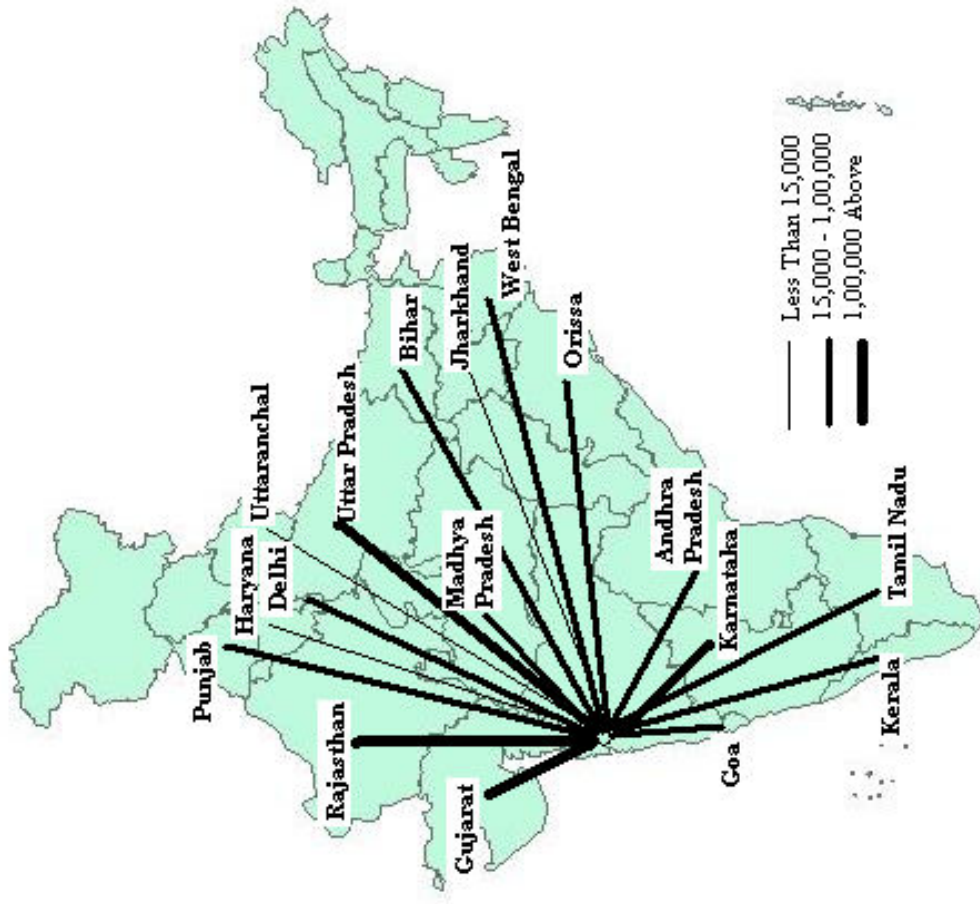 Punjab
Haryana
Delhi
Uttaranchal
Rajasthan
Uttar Pradesh
Gujarat
Madhya
Pradesh
Bihar
Jharkhand
West Bengal
Orissa
Andhra
Pradesh
Karnataka
Goa
Kerala
Tamil Nadu
Less Than 15,000
15,000 - 1,00,000
1,00,000 Above